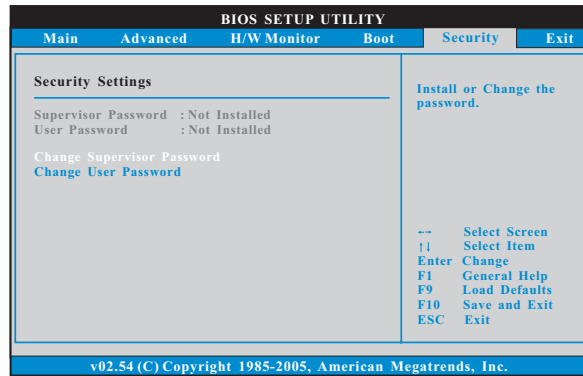 BIOS SETUP UTILITY
Main Advanced H/W Monitor Boot Security Exit
Security Settings
Supervisor Password : Not Installed
User Password : Not Installed
Change Supervisor Password
Change User Password
Install or Change the
password.
←→ Select Screen
↑↓ Select Item
Enter Change
F1 General Help
F9 Load Defaults
F10 Save and Exit
ESC Exit
v02.54 (C) Copyright 1985-2005, American Megatrends, Inc.